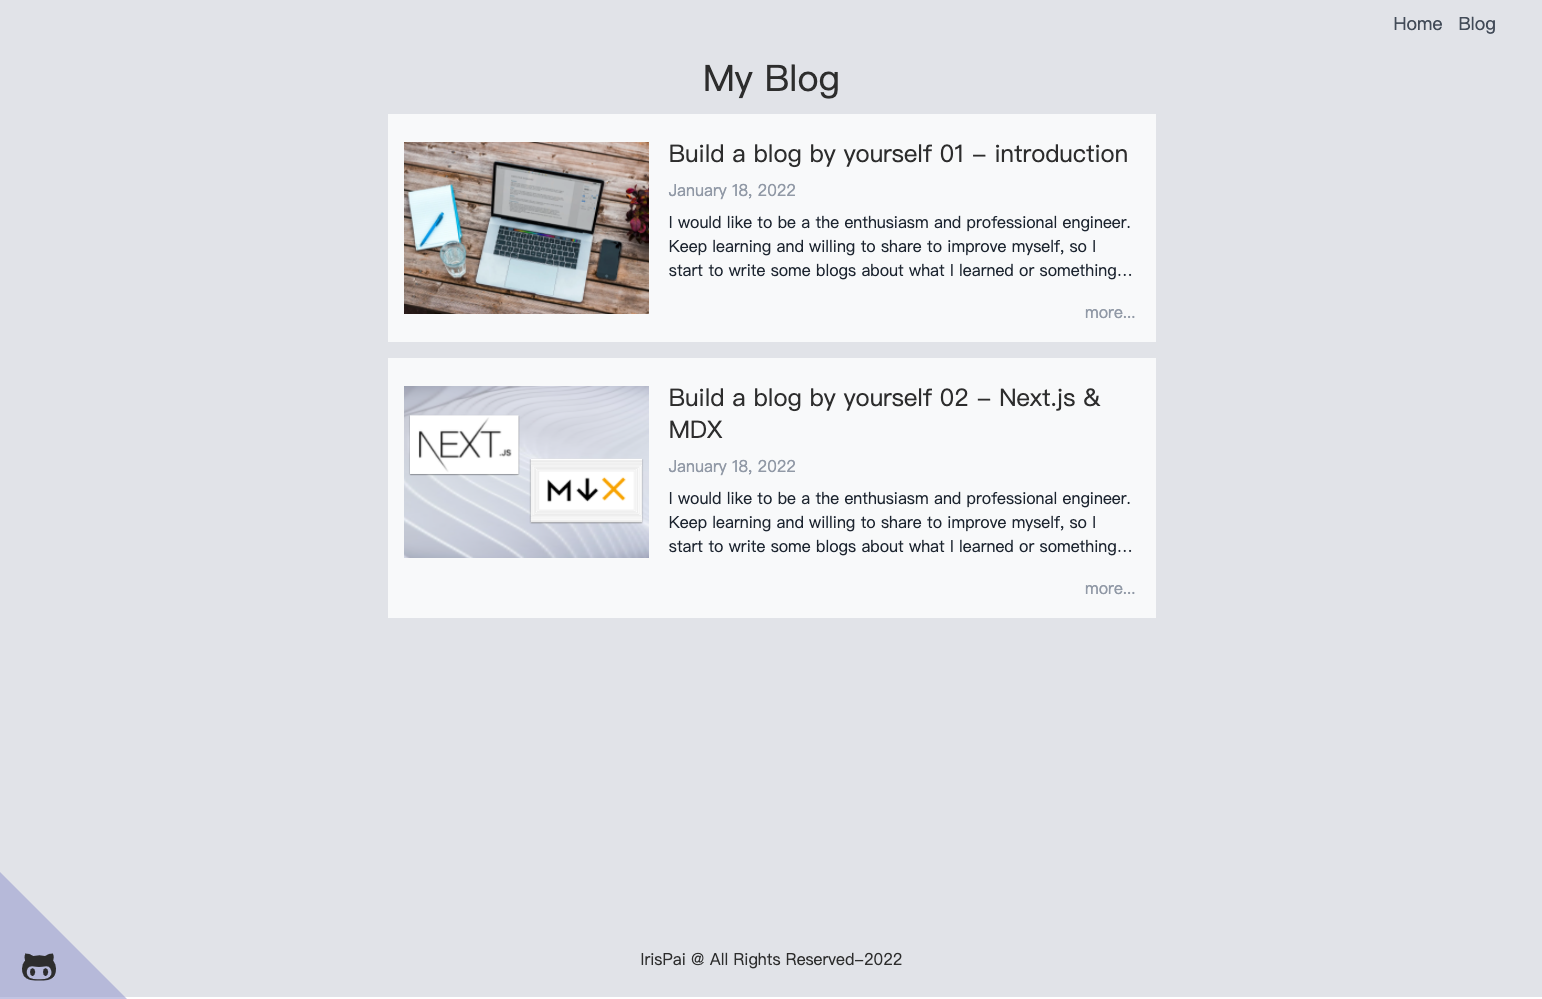 Home Blog
My Blog
Build a blog by yourself 01 - introduction
January 18, 2022
I would like to be a the enthusiasm and professional engineer.
Keep learning and willing to share to improve myself, so I
start to write some blogs about what I learned or something...
more...
NEXT.JS
M↓X
Build a blog by yourself 02 - Next.js &
MDX
January 18, 2022
I would like to be a the enthusiasm and professional engineer.
Keep learning and willing to share to improve myself, so I
start to write some blogs about what I learned or something...
more...
IrisPai @ All Rights Reserved-2022